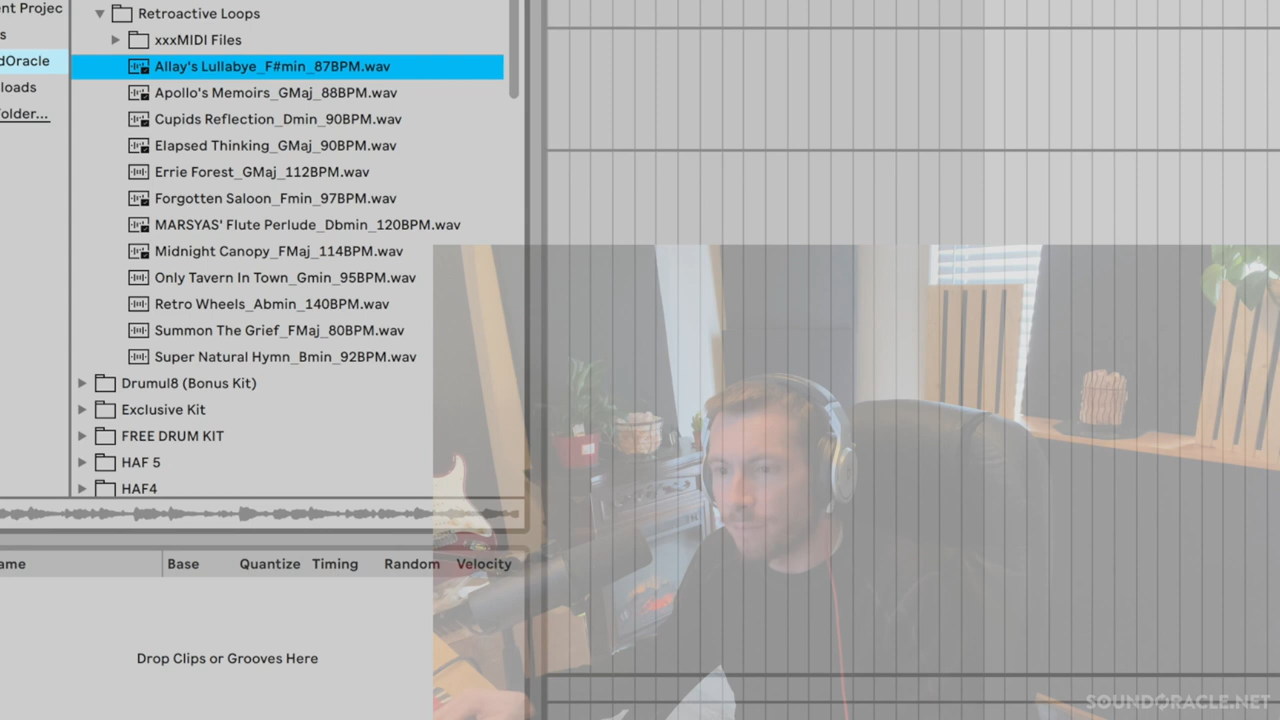 ent Projec
s
dOracle
loads
older...
Retroactive Loops
xxxMIDI Files
Allay's Lullabye_F#min_87BPM.wav
Apollo's Memoirs_GMaj_88BPM.wav
Cupids Reflection_Dmin_90BPM.wav
Elapsed Thinking_GMaj_90BPM.wav
Errie Forest_GMaj_112BPM.wav
Forgotten Saloon_Fmin_97BPM.wav
MARSYAS' Flute Perlude_Dbmin_120BPM.wav
Midnight Canopy_FMaj_114BPM.wav
Only Tavern In Town_Gmin_95BPM.wav
Retro Wheels_Abmin_140BPM.wav
Summon The Grief_FMaj_80BPM.wav
Super Natural Hymn_Bmin_92BPM.wav
Drumul8 (Bonus Kit)
Exclusive Kit
FREE DRUM KIT
HAF 5
HAF4
ame Base Quantize Timing Random Velocity
Drop Clips or Grooves Here
SOUNDORACLE.NET